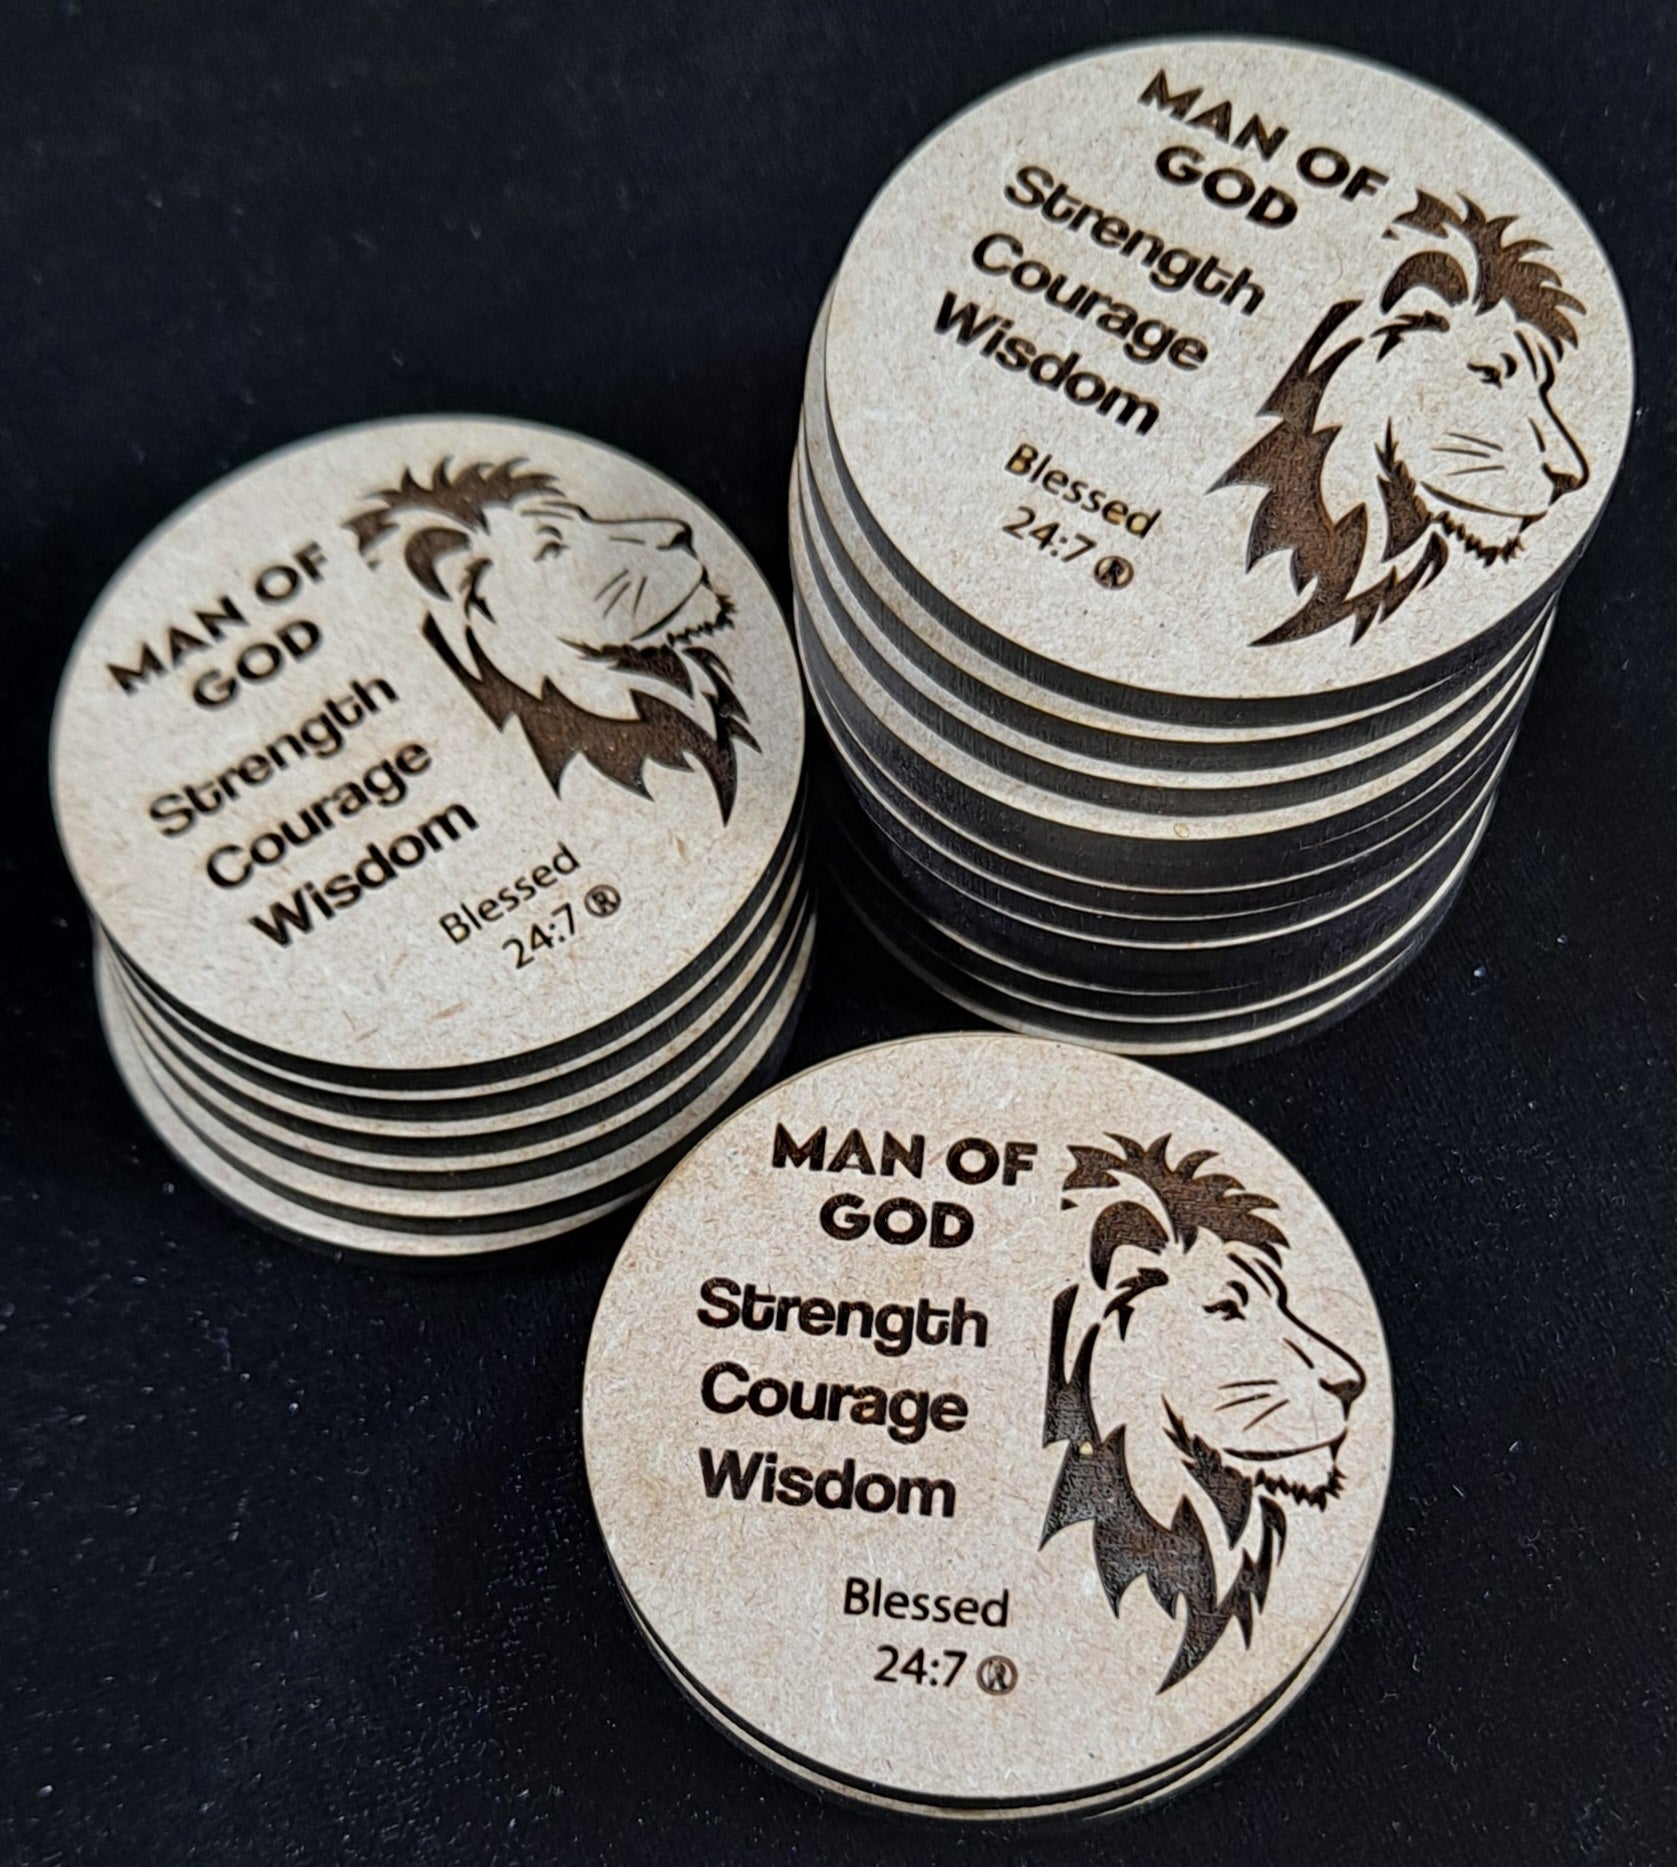 MAN OF
GOD
Strength
Courage
Wisdom
Blessed
24:7 ®
MAN OF
GOD
Strength
Courage
Wisdom
Blessed
24:7 ®
MAN OF
GOD
Strength
Courage
Wisdom
Blessed
24:7 ®